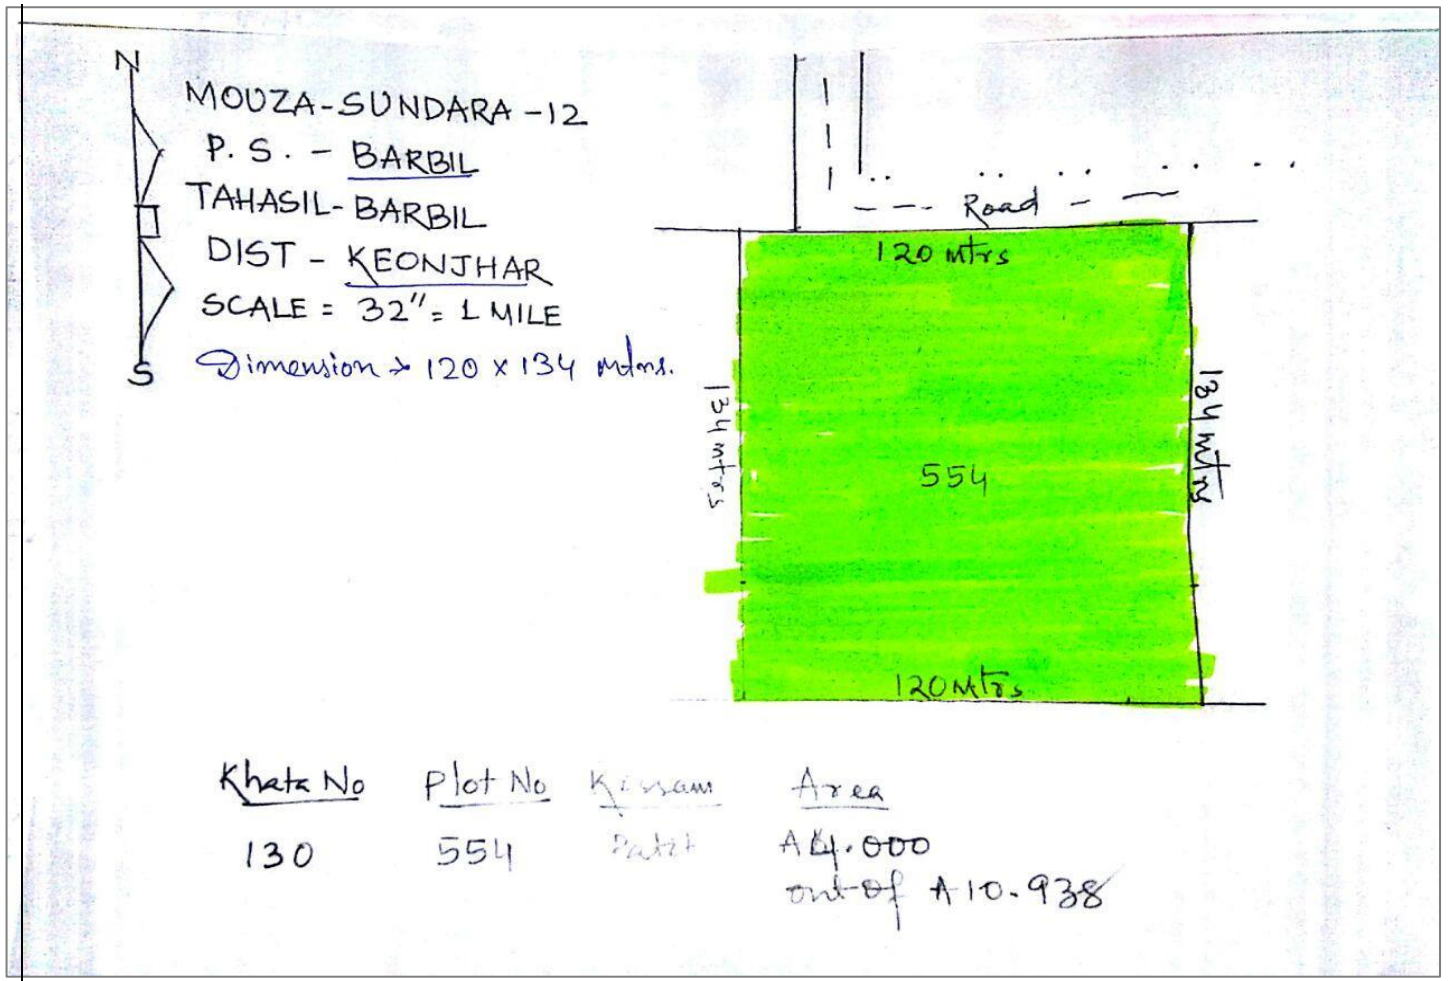 N
MOUZA-SUNDARA-12
P. S. - BARBIL
TAHASIL-BARBIL
DIST - KEONJHAR
SCALE = 32"= 1 MILE
S
Dimension → 120 x 134 mtrs.
Road
120 mtrs
134 mtrs
134 mtrs
554
120 Mtrs
Khata No Plot No Kissam Area
130 554 Patit A4.000
out of A10.938